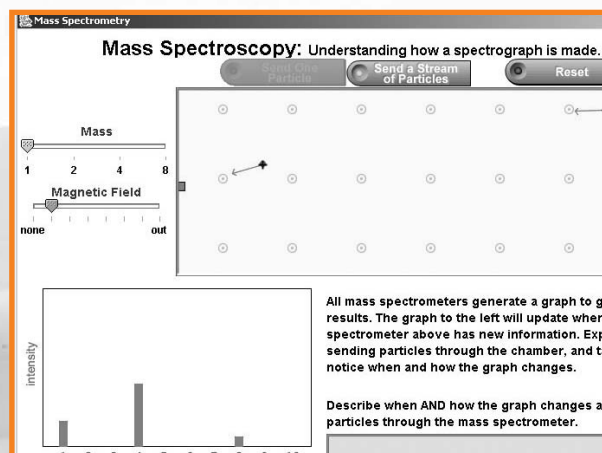 Mass Spectrometry
Mass Spectroscopy: Understanding how a spectrograph is made.
Send One
Particle
Send a Stream
of Particles
Reset
Mass
1 2 4 8
Magnetic Field
none out
intensity
All mass spectrometers generate a graph to g
results. The graph to the left will update wher
spectrometer above has new information. Exp
sending particles through the chamber, and t
notice when and how the graph changes.
Describe when AND how the graph changes a
particles through the mass spectrometer.